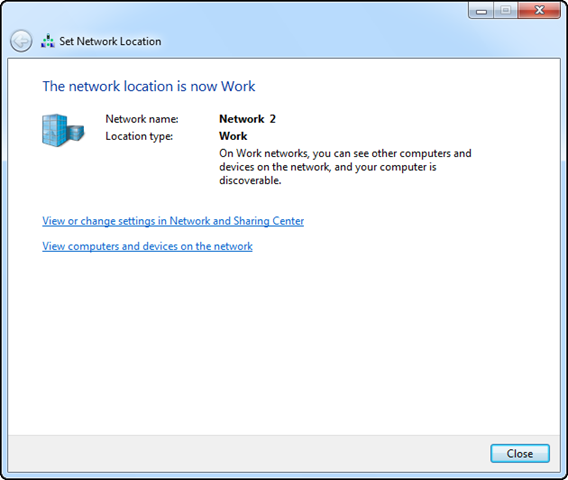 Set Network Location
The network location is now Work
Network name: Network 2
Location type: Work
On Work networks, you can see other computers and
devices on the network, and your computer is
discoverable.
View or change settings in Network and Sharing Center
View computers and devices on the network
Close